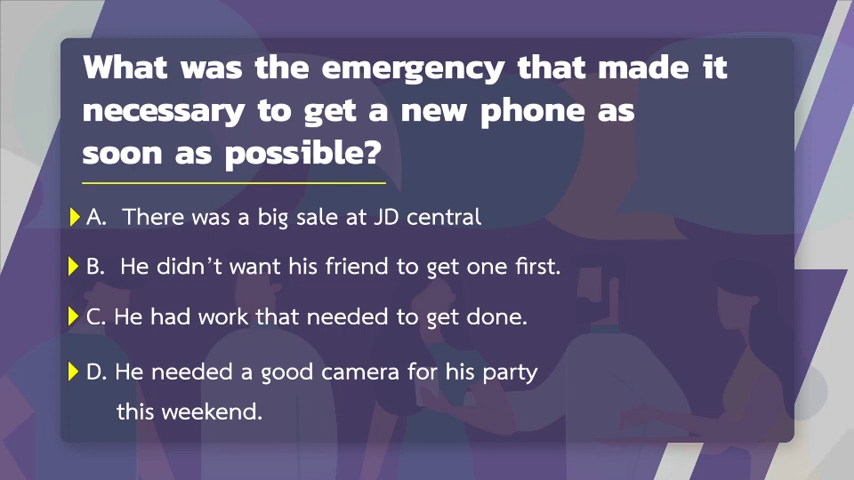 What was the emergency that made it
necessary to get a new phone as
soon as possible?
A. There was a big sale at JD central
B. He didn't want his friend to get one first.
C. He had work that needed to get done.
D. He needed a good camera for his party
this weekend.